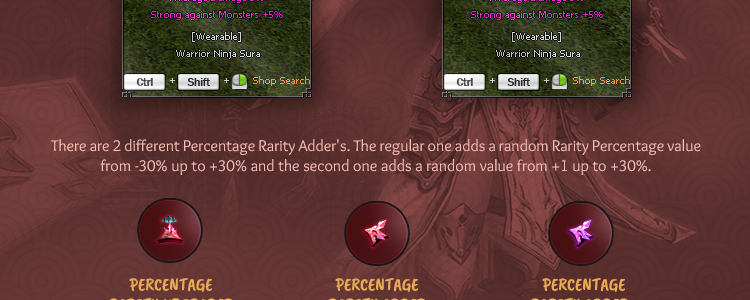 Strong against Monsters +5%
Strong against Monsters +5%
[Wearable]
[Wearable]
Warrior Ninja Sura
Warrior Ninja Sura
Ctrl + Shift + Shop Search
Ctrl + Shift + Shop Search
There are 2 different Percentage Rarity Adder's. The regular one adds a random Rarity Percentage value
from -30% up to +30% and the second one adds a random value from +1 up to +30%.
PERCENTAGE
PERCENTAGE
PERCENTAGE